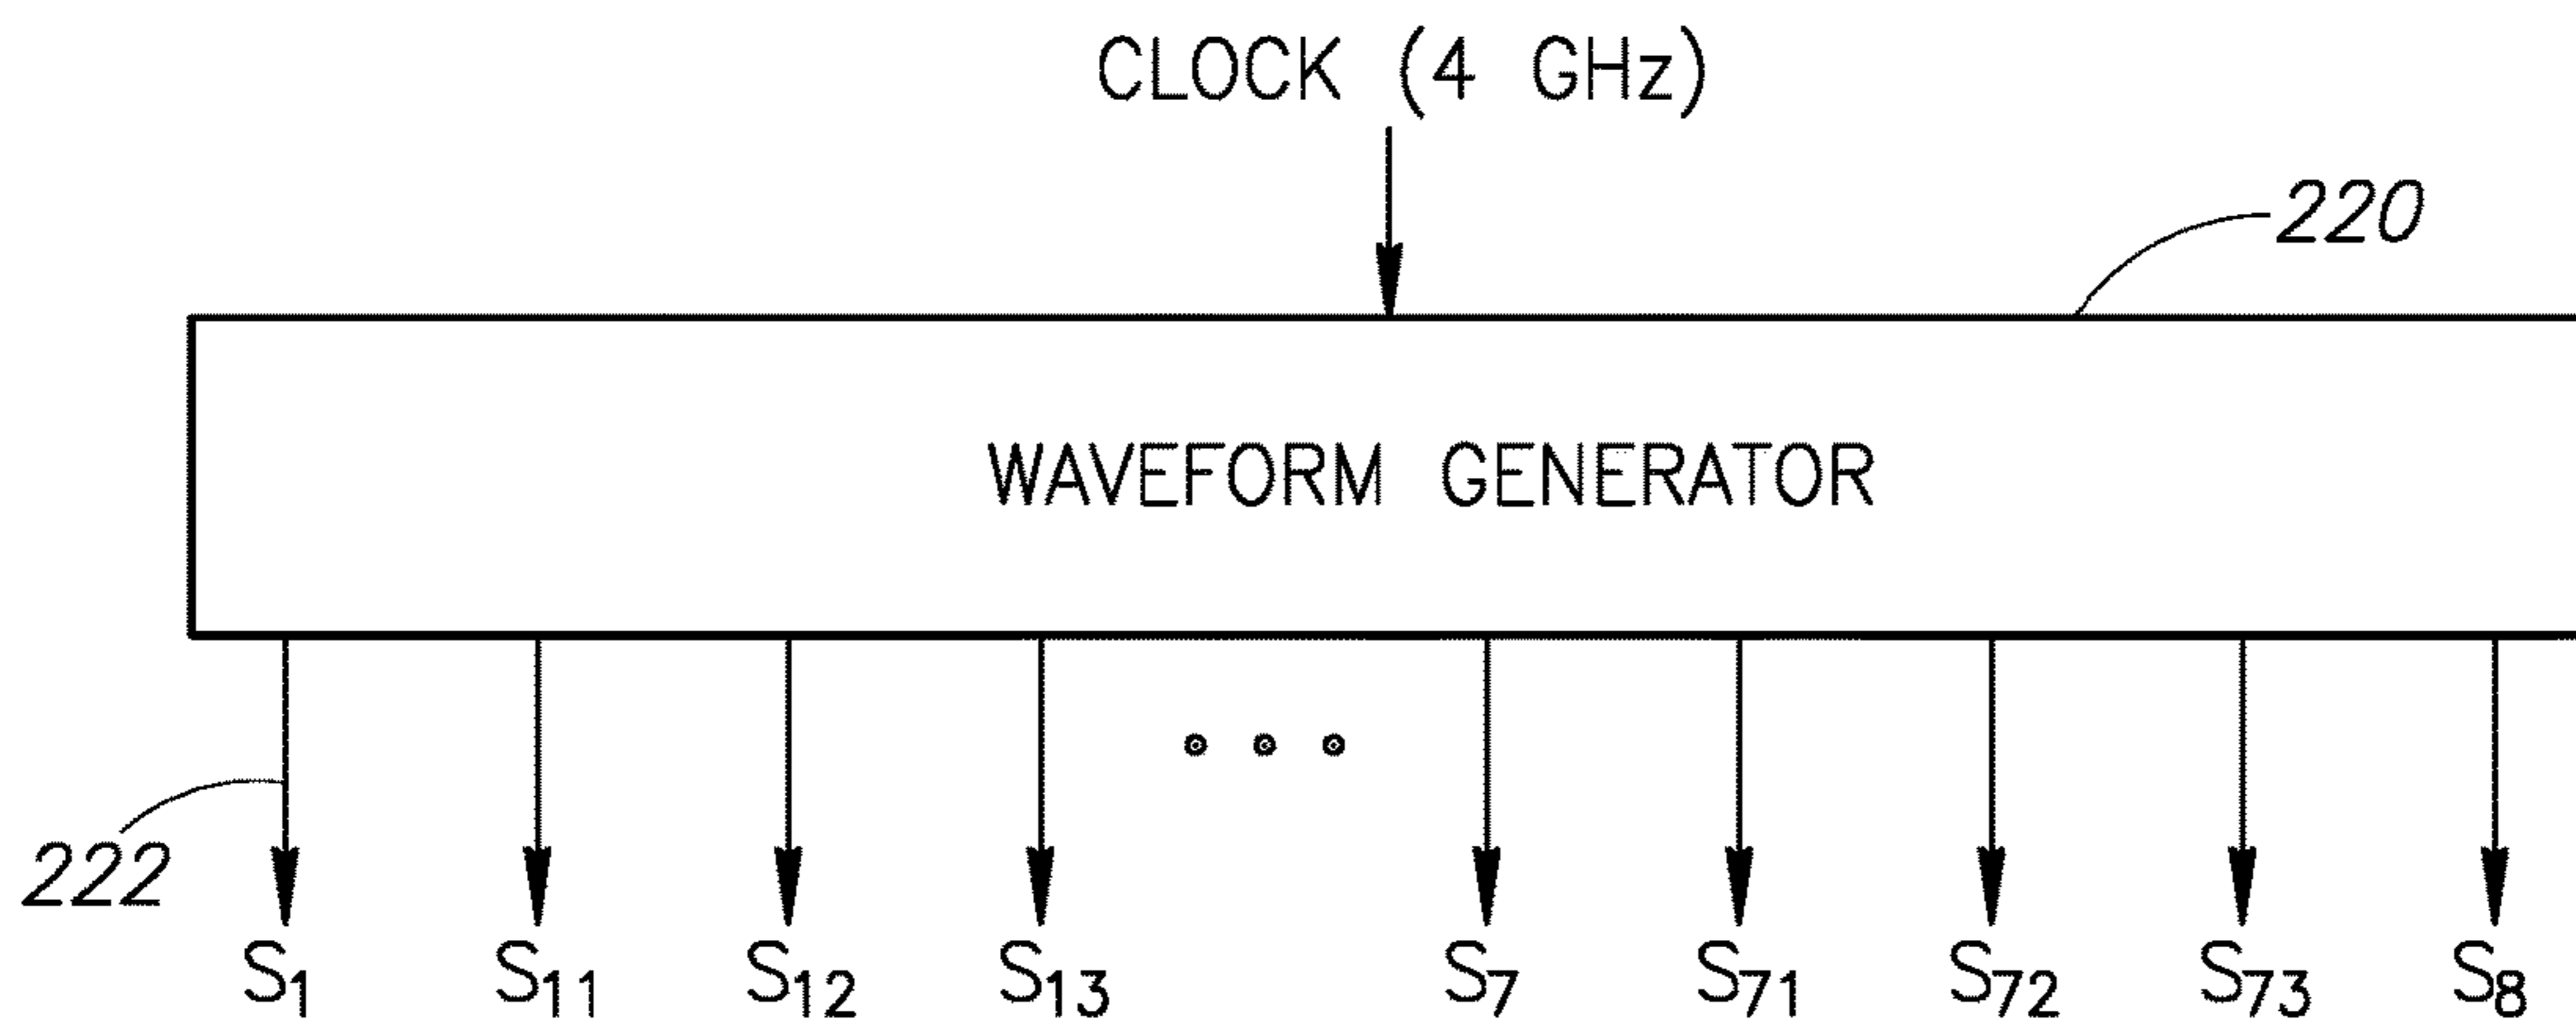 CLOCK (4 GHz)
220
WAVEFORM GENERATOR
222
S₁ S₁₁ S₁₂ S₁₃ S₇ S₇₁ S₇₂ S₇₃ S₈